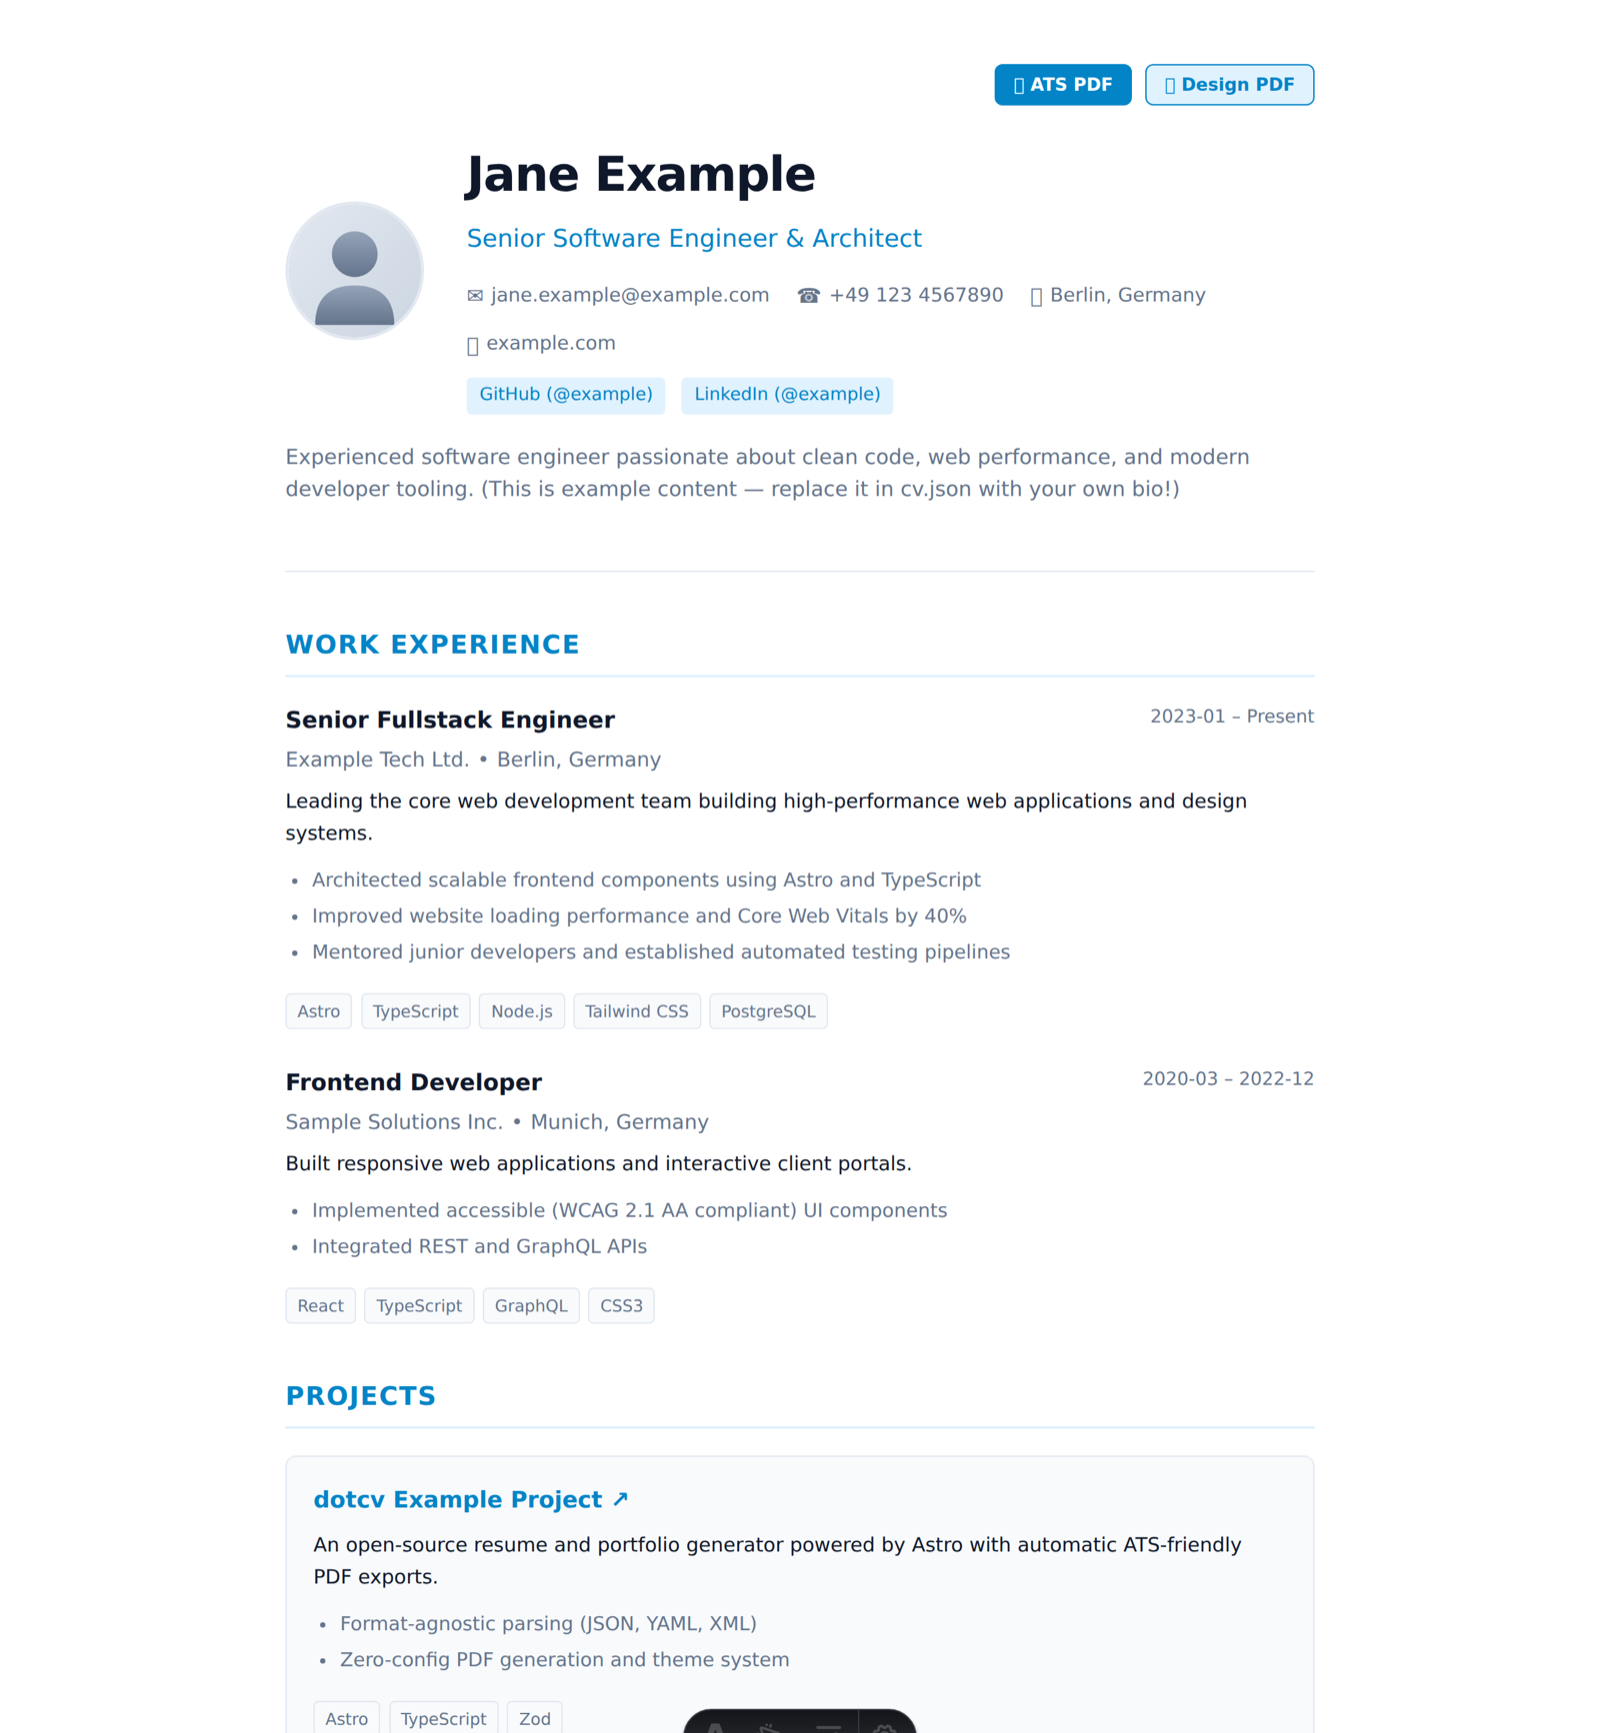 ATS PDF
Design PDF
Jane Example
Senior Software Engineer & Architect
✉ jane.example@example.com ☎ +49 123 4567890 Berlin, Germany
example.com
GitHub (@example) LinkedIn (@example)
Experienced software engineer passionate about clean code, web performance, and modern
developer tooling. (This is example content — replace it in cv.json with your own bio!)
WORK EXPERIENCE
Senior Fullstack Engineer 2023-01 – Present
Example Tech Ltd. • Berlin, Germany
Leading the core web development team building high-performance web applications and design
systems.
• Architected scalable frontend components using Astro and TypeScript
• Improved website loading performance and Core Web Vitals by 40%
• Mentored junior developers and established automated testing pipelines
Astro TypeScript Node.js Tailwind CSS PostgreSQL
Frontend Developer 2020-03 – 2022-12
Sample Solutions Inc. • Munich, Germany
Built responsive web applications and interactive client portals.
• Implemented accessible (WCAG 2.1 AA compliant) UI components
• Integrated REST and GraphQL APIs
React TypeScript GraphQL CSS3
PROJECTS
dotcv Example Project ↗
An open-source resume and portfolio generator powered by Astro with automatic ATS-friendly
PDF exports.
• Format-agnostic parsing (JSON, YAML, XML)
• Zero-config PDF generation and theme system
Astro TypeScript Zod